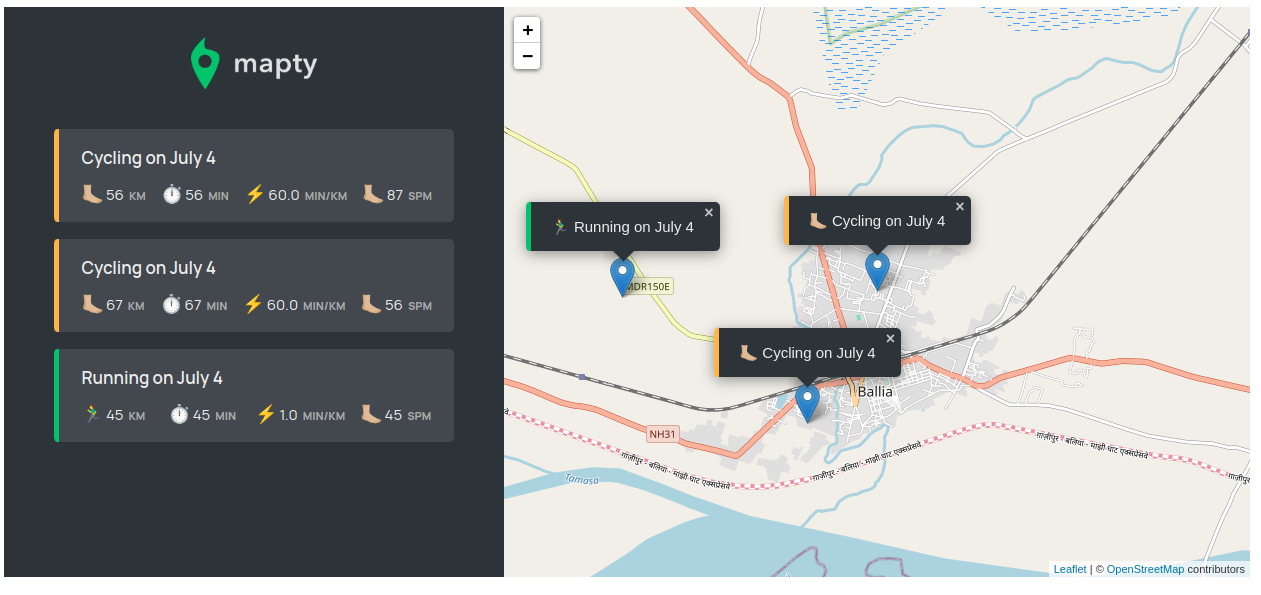 mapty
Cycling on July 4
56 KM 56 MIN 60.0 MIN/KM 87 SPM
Cycling on July 4
67 KM 67 MIN 60.0 MIN/KM 56 SPM
Running on July 4
45 KM 45 MIN 1.0 MIN/KM 45 SPM
+
−
Running on July 4 ×
Cycling on July 4 ×
MDR150E
Cycling on July 4 ×
Ballia
NH31
गाज़ीपुर - बलिया - माझी घाट एक्सप्रेसवे
गाज़ीपुर - बलिया - माझी घाट एक्सप्रेसवे
गाज़ीपुर - बलिया - माझी घाट एक्सप्रेसवे
Tamasa
Leaflet | © OpenStreetMap contributors